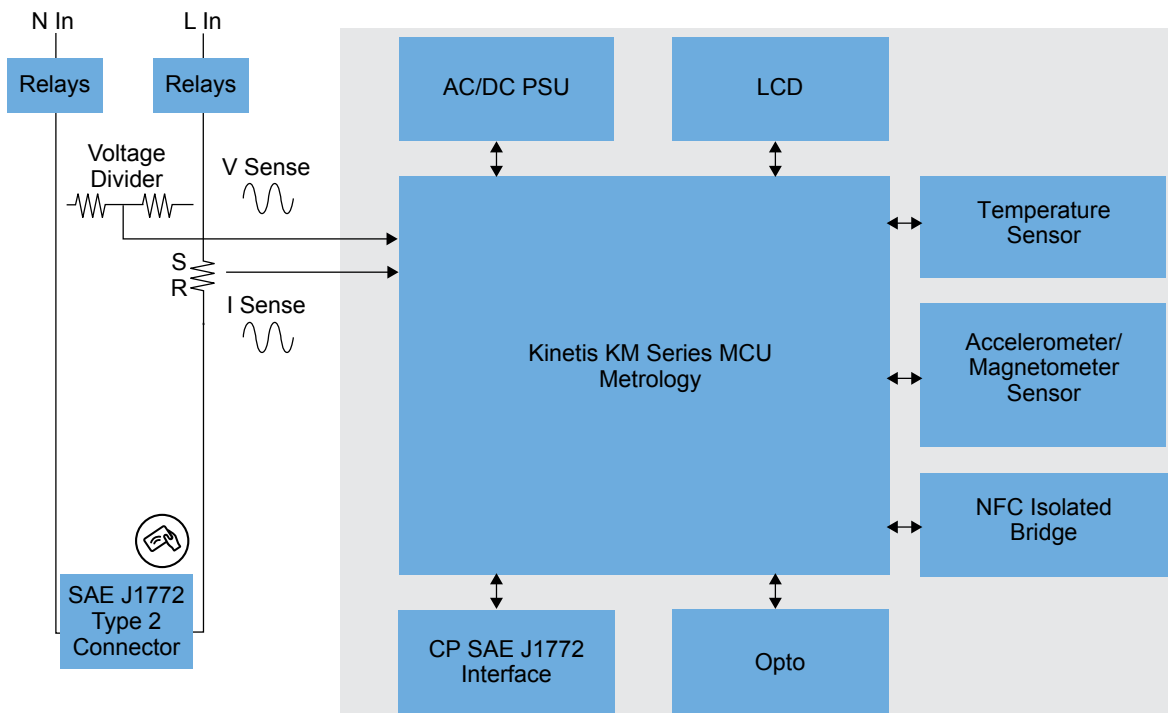 N In
L In
Relays
Relays
Voltage
Divider
V Sense
S
R
I Sense
SAE J1772
Type 2
Connector
AC/DC PSU
LCD
Kinetis KM Series MCU
Metrology
Temperature
Sensor
Accelerometer/
Magnetometer
Sensor
NFC Isolated
Bridge
CP SAE J1772
Interface
Opto